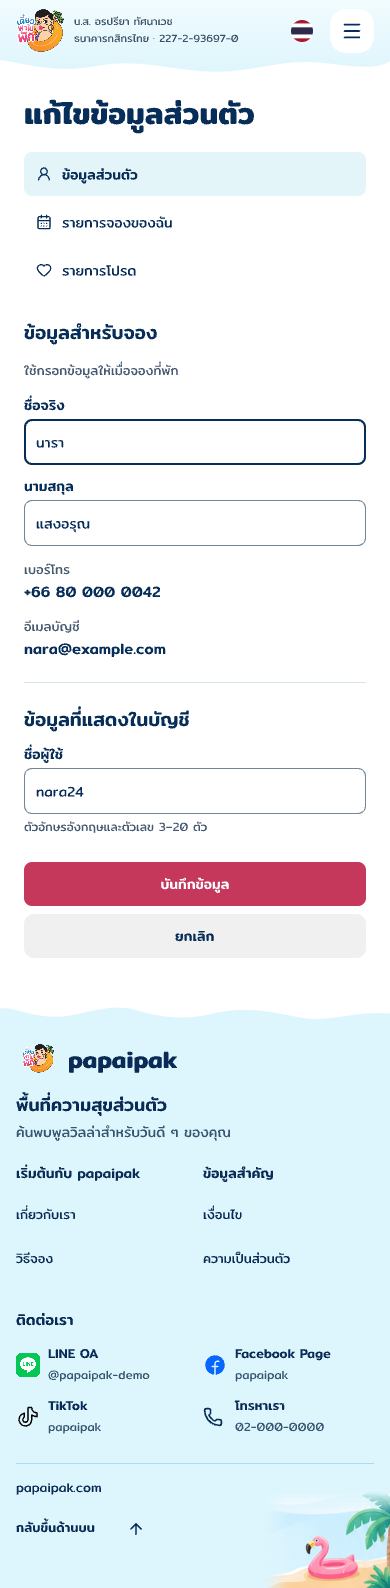 เที่ยว
พาไป
พัก
น.ส. อรปรียา ทัศนาเวช
ธนาคารกสิกรไทย · 227-2-93697-0
แก้ไขข้อมูลส่วนตัว
ข้อมูลส่วนตัว
รายการจองของฉัน
รายการโปรด
ข้อมูลสำหรับจอง
ใช้กรอกข้อมูลให้เมื่อจองที่พัก
ชื่อจริง
นารา
นามสกุล
แสงอรุณ
เบอร์โทร
+66 80 000 0042
อีเมลบัญชี
nara@example.com
ข้อมูลที่แสดงในบัญชี
ชื่อผู้ใช้
nara24
ตัวอักษรอังกฤษและตัวเลข 3–20 ตัว
บันทึกข้อมูล
ยกเลิก
papaipak
พื้นที่ความสุขส่วนตัว
ค้นพบพูลวิลล่าสำหรับวันดี ๆ ของคุณ
เริ่มต้นกับ papaipak
ข้อมูลสำคัญ
เกี่ยวกับเรา
เงื่อนไข
วิธีจอง
ความเป็นส่วนตัว
ติดต่อเรา
LINE OA
@papaipak-demo
Facebook Page
papaipak
TikTok
papaipak
โทรหาเรา
02-000-0000
papaipak.com
กลับขึ้นด้านบน